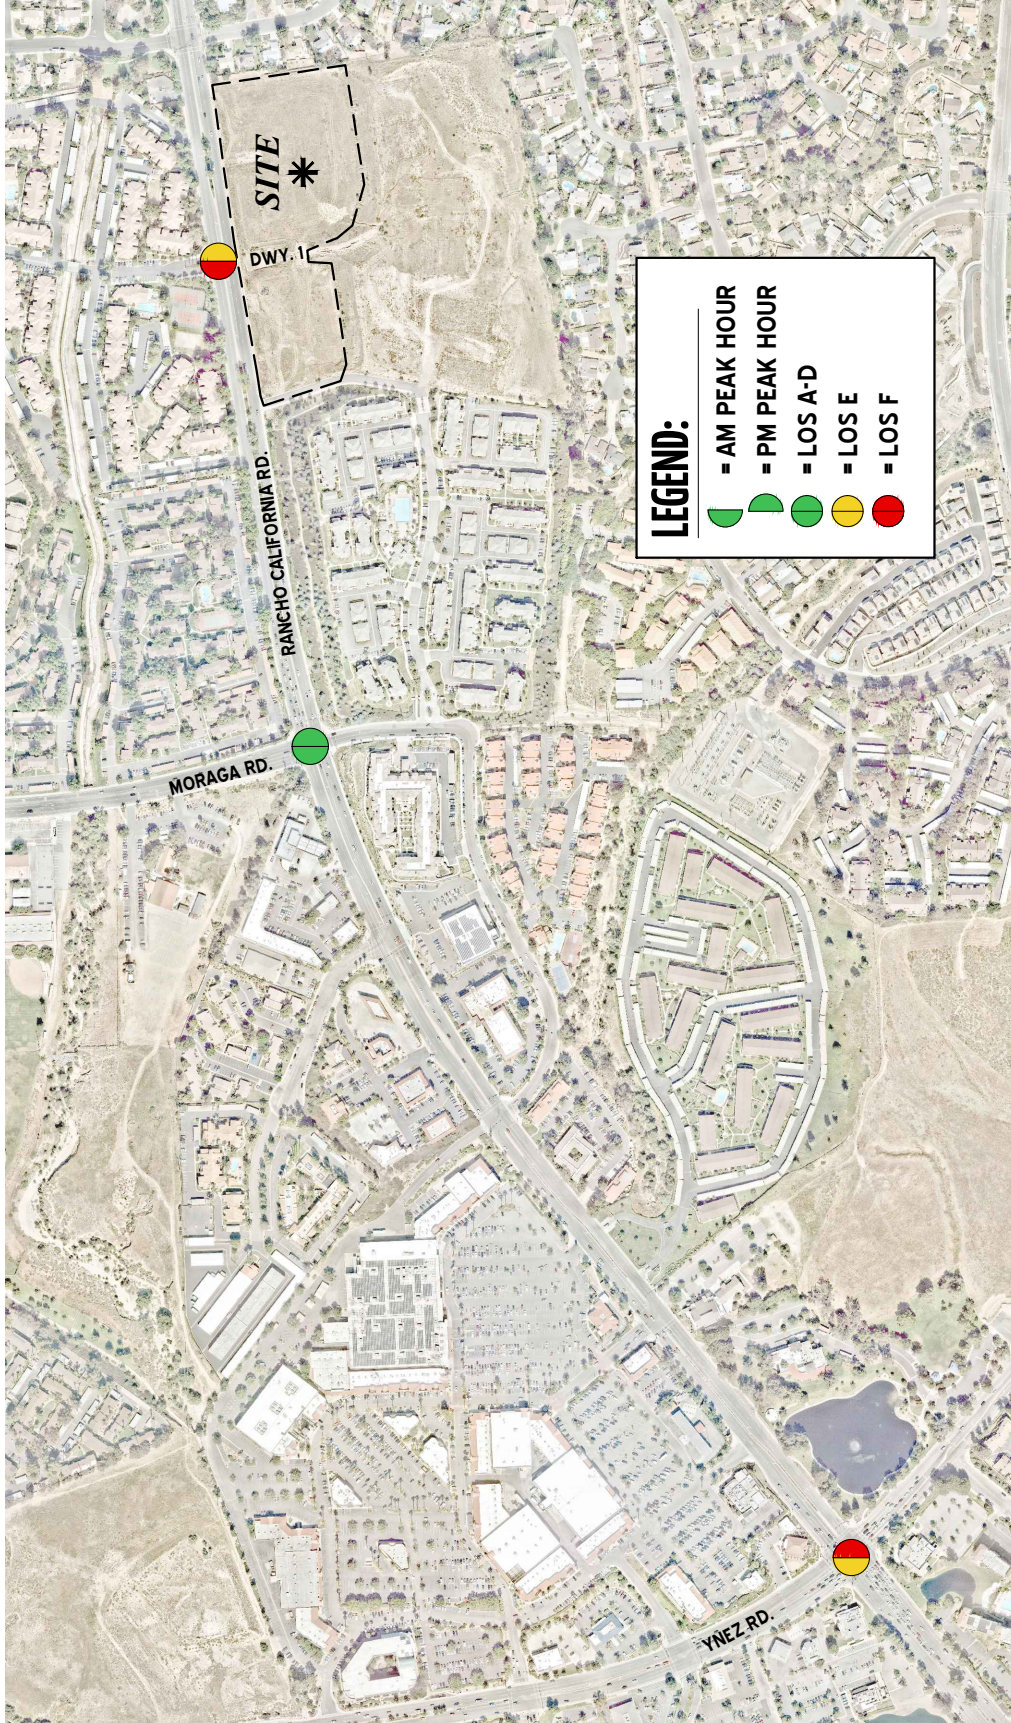 SITE
DWY. 1
RANCHO CALIFORNIA RD.
MORAGA RD.
YNEZ RD.
LEGEND:
= AM PEAK HOUR
= PM PEAK HOUR
= LOS A-D
= LOS E
= LOS F